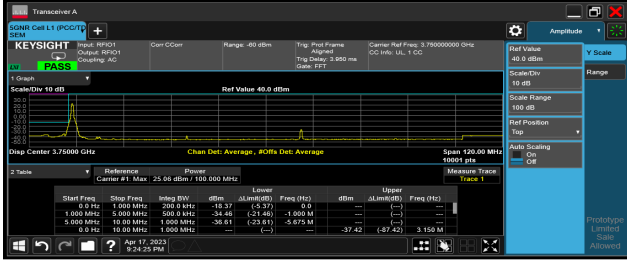 Transceiver A
5GNR Cell L1 (PCC/T)
SEM
Amplitude
KEYSIGHT
PASS
Input: RFIO1
Output: RFIO1
Coupling: AC
Corr CCorr
Range: -60 dBm
Trig: Prot Frame
Aligned
Trig Delay: 3.950 ms
Gate: FFT
Carrier Ref Freq: 3.750000000 GHz
CC Info: UL, 1 CC
Ref Value
40.0 dBm
Y Scale
Range
1 Graph
Scale/Div 10 dB
Ref Value 40.0 dBm
Scale/Div
10 dB
30.0
20.0
10.0
0.00
-10.0
-20.0
-30.0
Scale Range
100 dB
Ref Position
Top
Disp Center 3.75000 GHz
Chan Det: Average, #Offs Det: Average
Span 120.00 MHz
10001 pts
Auto Scaling
On
Off
2 Table
Reference Power
Carrier #1: Max 25.06 dBm / 100.000 MHz
Measure Trace
Trace 1
Lower Upper
Start Freq Stop Freq Integ BW dBm ΔLimit(dB) Freq (Hz) dBm ΔLimit(dB) Freq (Hz)
0.0 Hz 1.000 MHz 200.0 kHz -18.37 (-5.37) 0.0 --- (---) ---
1.000 MHz 5.000 MHz 500.0 kHz -34.46 (-21.46) -1.000 M --- (---) ---
5.000 MHz 10.00 MHz 1.000 MHz -36.61 (-23.61) -5.675 M --- (---) ---
0.0 Hz 10.00 MHz 1.000 MHz --- (---) --- -37.42 (-87.42) 3.150 M
Apr 17, 2023
9:24:25 PM
Prototype
Limited
Sale
Allowed